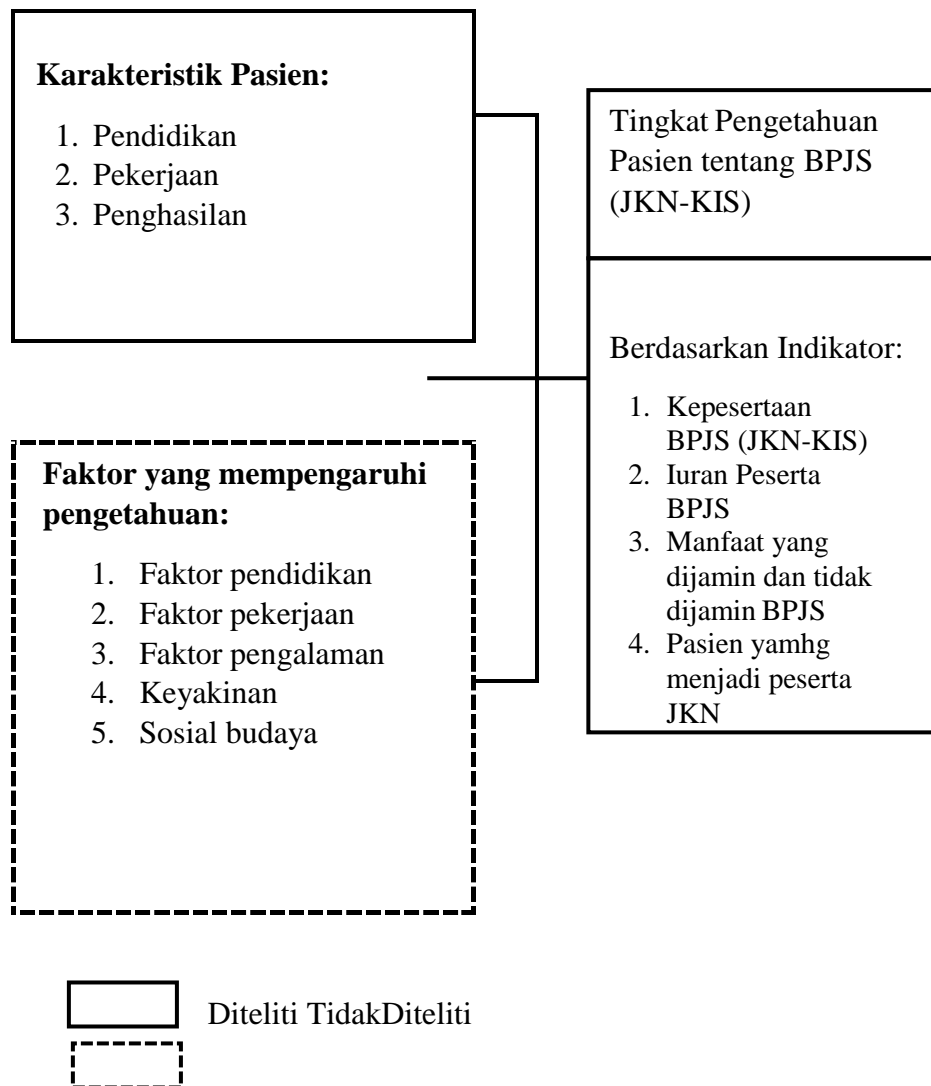 Karakteristik Pasien:
1. Pendidikan
2. Pekerjaan
3. Penghasilan
Tingkat Pengetahuan
Pasien tentang BPJS
(JKN-KIS)
Berdasarkan Indikator:
1. Kepesertaan
BPJS (JKN-KIS)
2. Iuran Peserta
BPJS
3. Manfaat yang
dijamin dan tidak
dijamin BPJS
4. Pasien yamhg
menjadi peserta
JKN
Faktor yang mempengaruhi
pengetahuan:
1. Faktor pendidikan
2. Faktor pekerjaan
3. Faktor pengalaman
4. Keyakinan
5. Sosial budaya
Diteliti TidakDiteliti